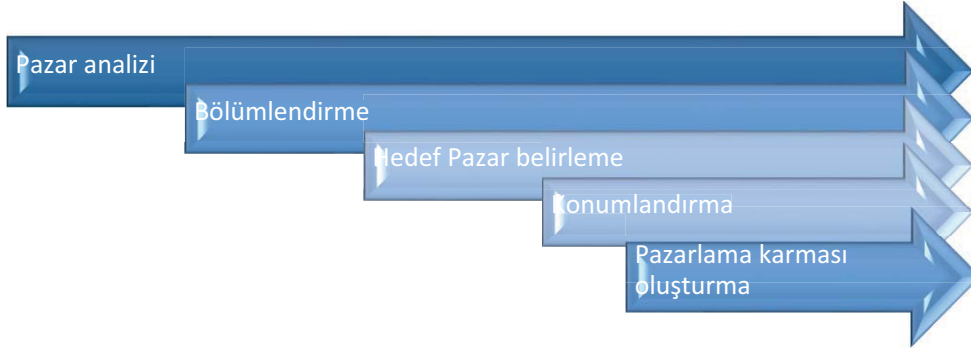 Pazar analizi
Bölümlendirme
Hedef Pazar belirleme
Konumlandırma
Pazarlama karması
oluşturma